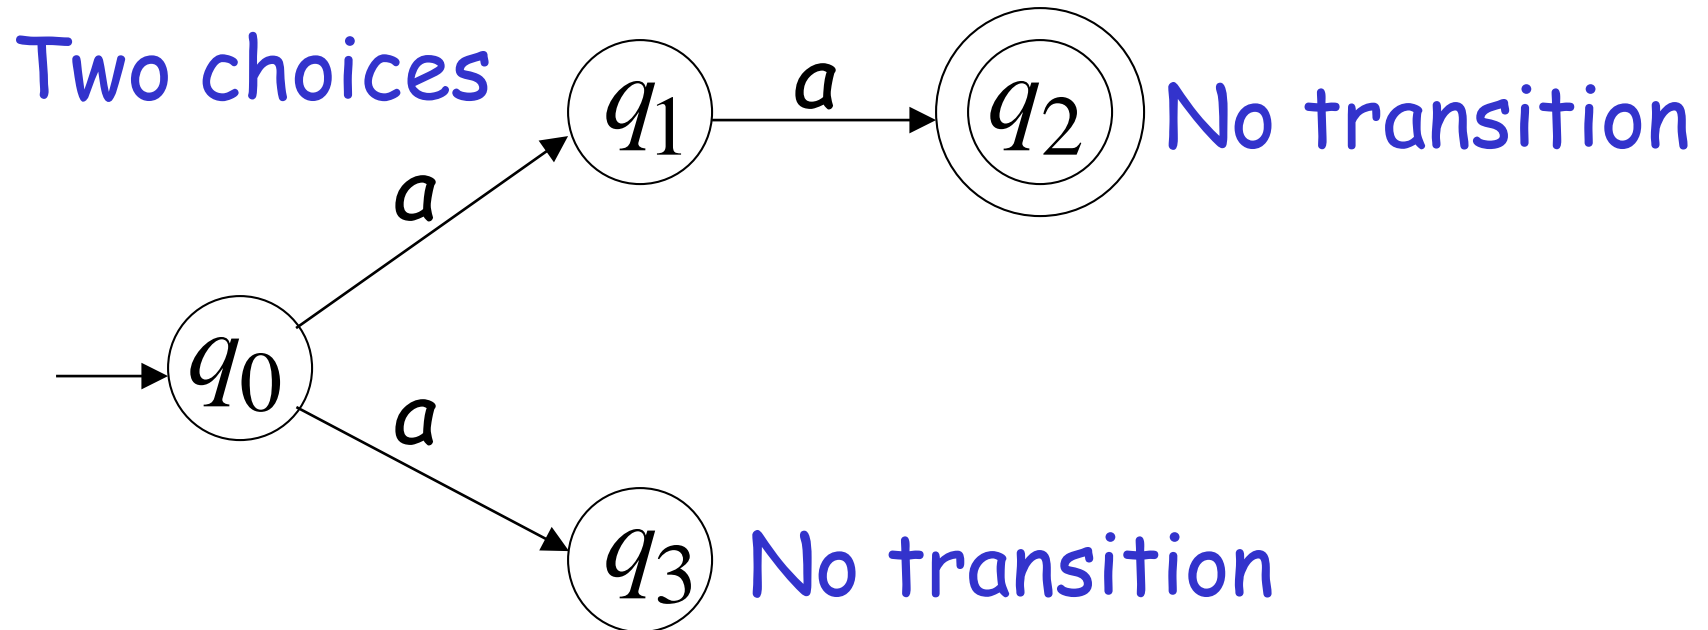 Two choices
q1
a
q2
No transition
a
q0
a
q3
No transition